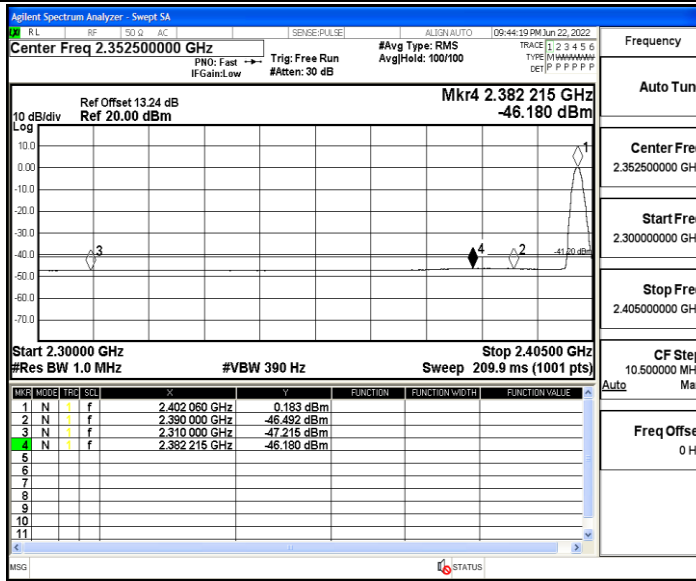 Agilent Spectrum Analyzer - Swept SA
RL RF 50 Ω AC SENSE:PULSE ALIGN AUTO 09:44:19 PM Jun 22, 2022
Center Freq 2.352500000 GHz
PNO: Fast
IFGain:Low
Trig: Free Run
#Atten: 30 dB
#Avg Type: RMS
Avg|Hold: 100/100
TRACE 1 2 3 4 5 6
TYPE M WWWWW
DET P P P P P P
Frequency
Auto Tun
Ref Offset 13.24 dB
10 dB/div Ref 20.00 dBm
Log
Mkr4 2.382 215 GHz
-46.180 dBm
10.0
0.00
-10.0
-20.0
-30.0
-40.0
-50.0
-60.0
-70.0
1
2
3
4
-41.20 dBm
Center Fre
2.352500000 GH
Start Fre
2.300000000 GH
Stop Fre
2.405000000 GH
Start 2.30000 GHz Stop 2.40500 GHz
#Res BW 1.0 MHz #VBW 390 Hz Sweep 209.9 ms (1001 pts)
CF Step
10.500000 MH
Auto Ma
MKR MODE TRC SCL X Y FUNCTION FUNCTION WIDTH FUNCTION VALUE
1 N 1 f 2.402 060 GHz 0.183 dBm
2 N 1 f 2.390 000 GHz -46.492 dBm
3 N 1 f 2.310 000 GHz -47.215 dBm
4 N 1 f 2.382 215 GHz -46.180 dBm
5
6
7
8
9
10
11
Freq Offse
0 H
MSG STATUS